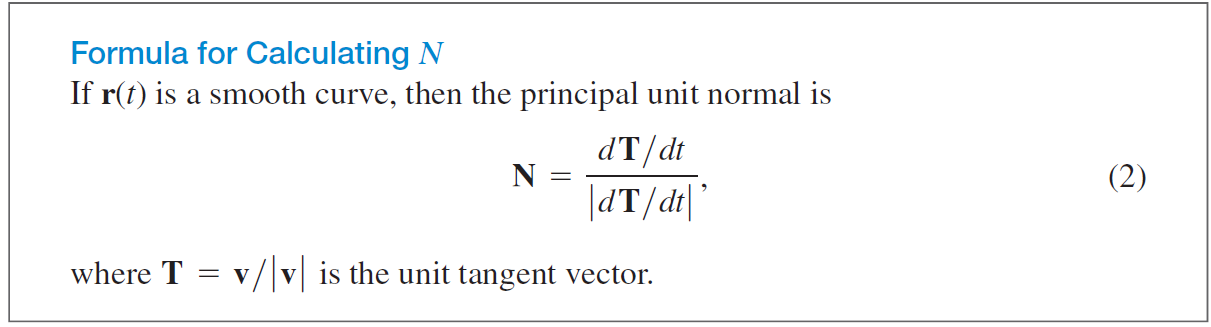 Formula for Calculating N
If r(t) is a smooth curve, then the principal unit normal is
N = (dT/dt) / |dT/dt|, (2)
where T = v/|v| is the unit tangent vector.